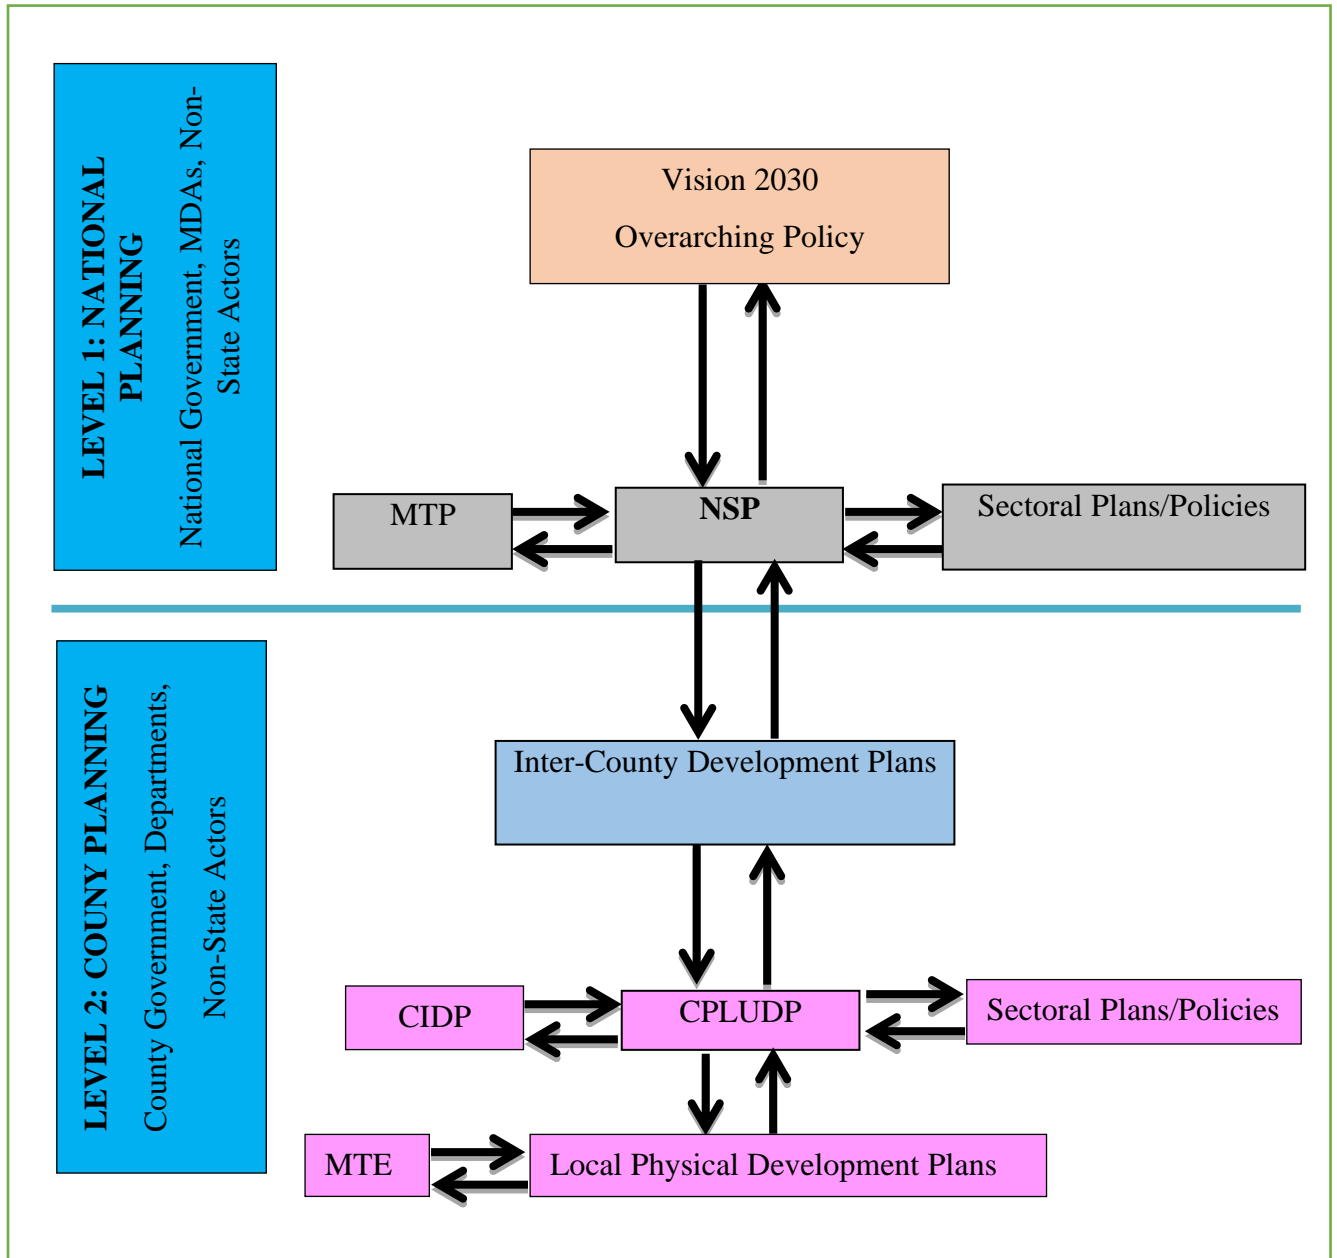 LEVEL 1: NATIONAL
PLANNING
National Government, MDAs, Non-
State Actors
Vision 2030
Overarching Policy
MTP
NSP
Sectoral Plans/Policies
LEVEL 2: COUNY PLANNING
County Government, Departments,
Non-State Actors
Inter-County Development Plans
CIDP
CPLUDP
Sectoral Plans/Policies
MTE
Local Physical Development Plans